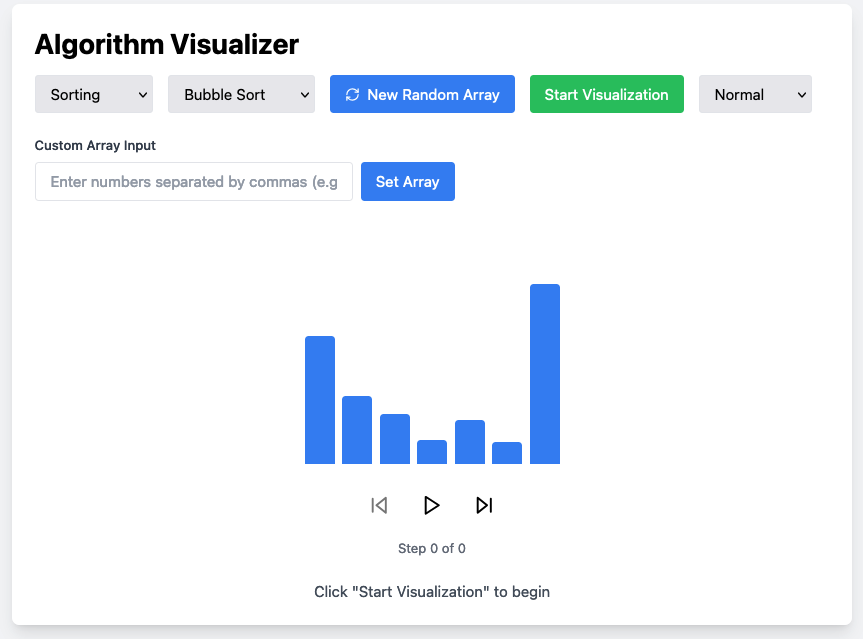 Algorithm Visualizer
Sorting Bubble Sort New Random Array Start Visualization Normal
Custom Array Input
Enter numbers separated by commas (e.g Set Array
Step 0 of 0
Click "Start Visualization" to begin